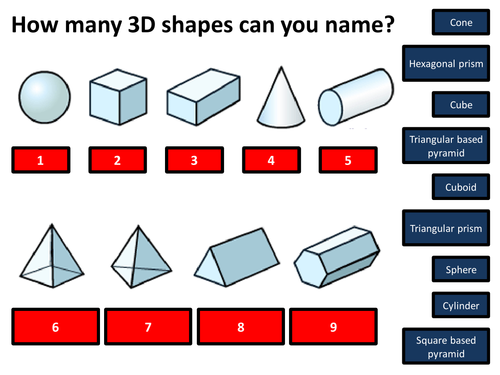 How many 3D shapes can you name?
Cone
Hexagonal prism
Cube
1
2
3
4
5
Triangular based
pyramid
Cuboid
Triangular prism
Sphere
Cylinder
6
7
8
9
Square based
pyramid